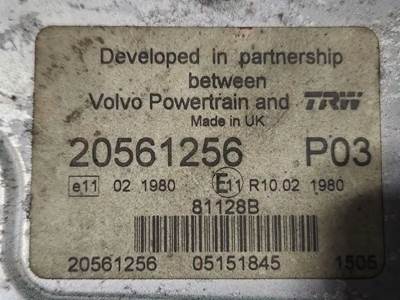 Developed in partnership
between
Volvo Powertrain and TRW
Made in UK
20561256 P03
e11 02 1980 E11 R10.02 1980
81128B
20561256 05151845 1505